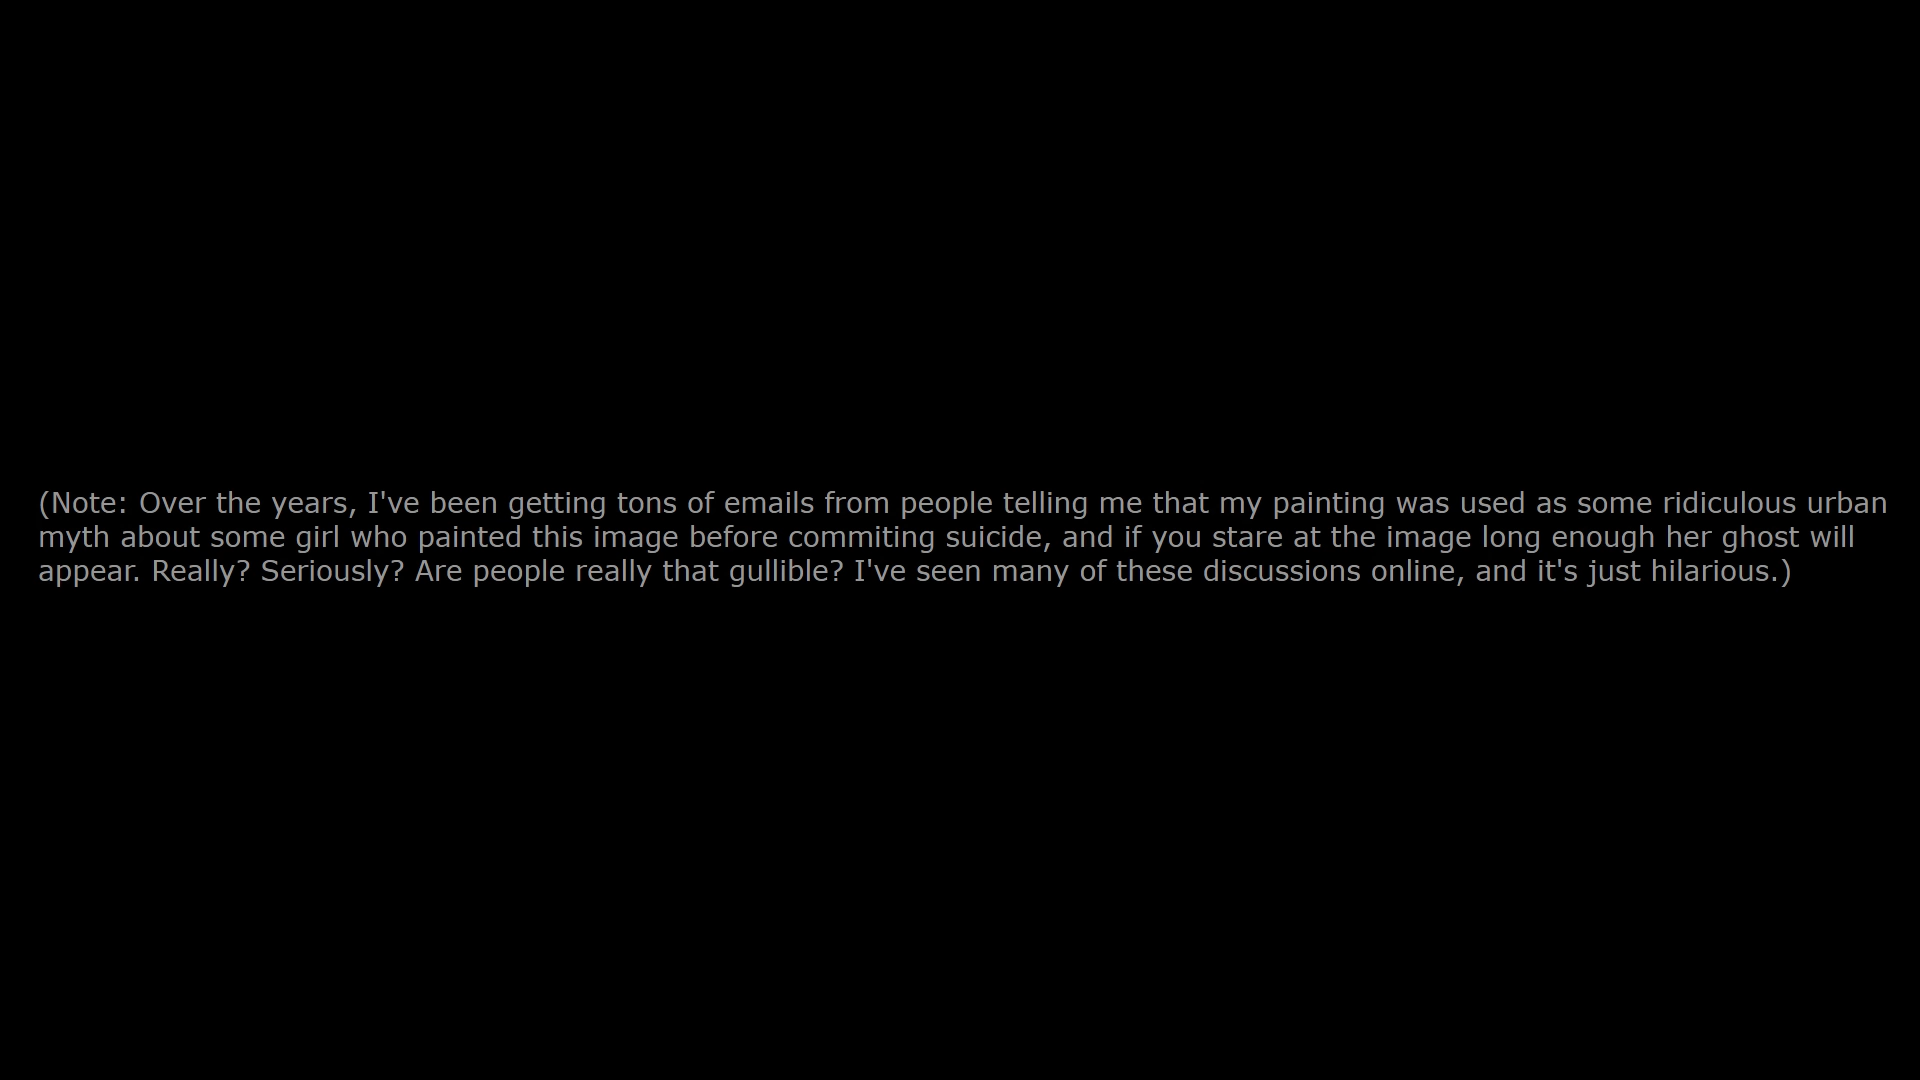 (Note: Over the years, I've been getting tons of emails from people telling me that my painting was used as some ridiculous urban
myth about some girl who painted this image before commiting suicide, and if you stare at the image long enough her ghost will
appear. Really? Seriously? Are people really that gullible? I've seen many of these discussions online, and it's just hilarious.)